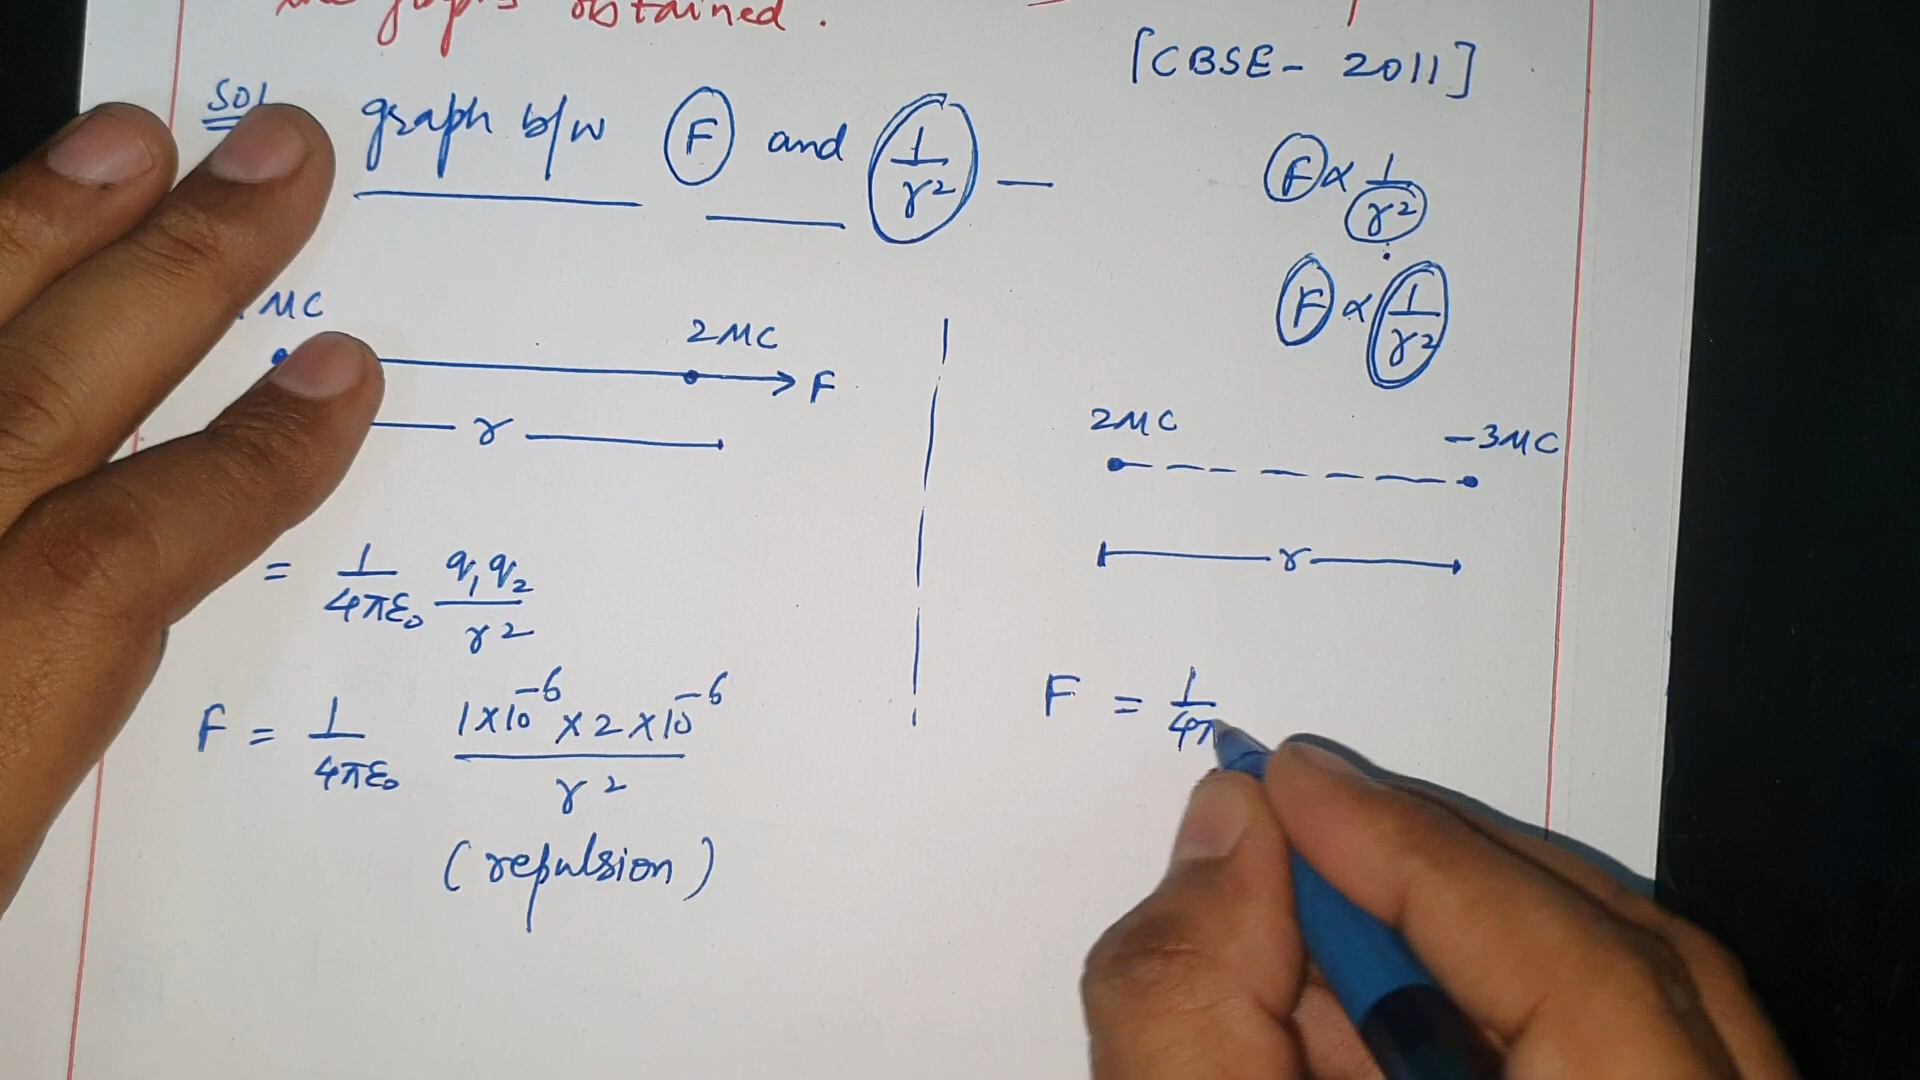 obtained.
[CBSE- 2011]
Sol
graph b/w F and 1/r² —
F ∝ 1/r²
F ∝ 1/r²
MC
2MC
F
r
2MC
-3MC
r
= 1/4πε₀ q₁q₂/r²
F = 1/4πε₀ 1×10⁻⁶×2×10⁻⁶/r²
(repulsion)
F = 1/4π